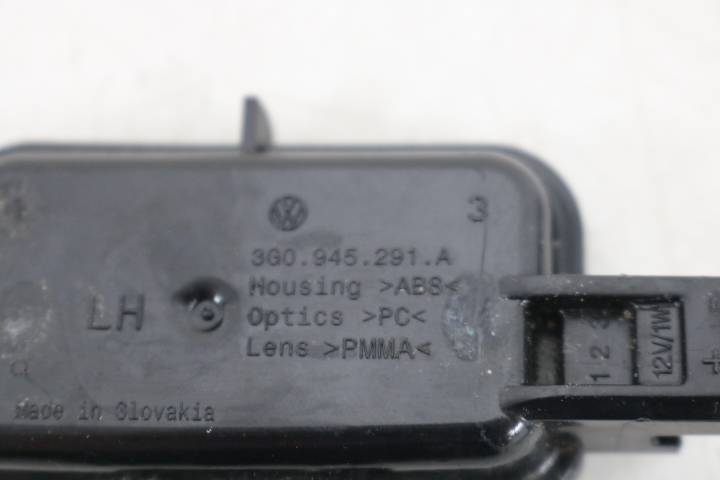 3
3G0.945.291.A
Housing >ABS<
LH
Optics >PC<
Lens >PMMA<
Made in Slovakia
1 2 3
12V/1W
+